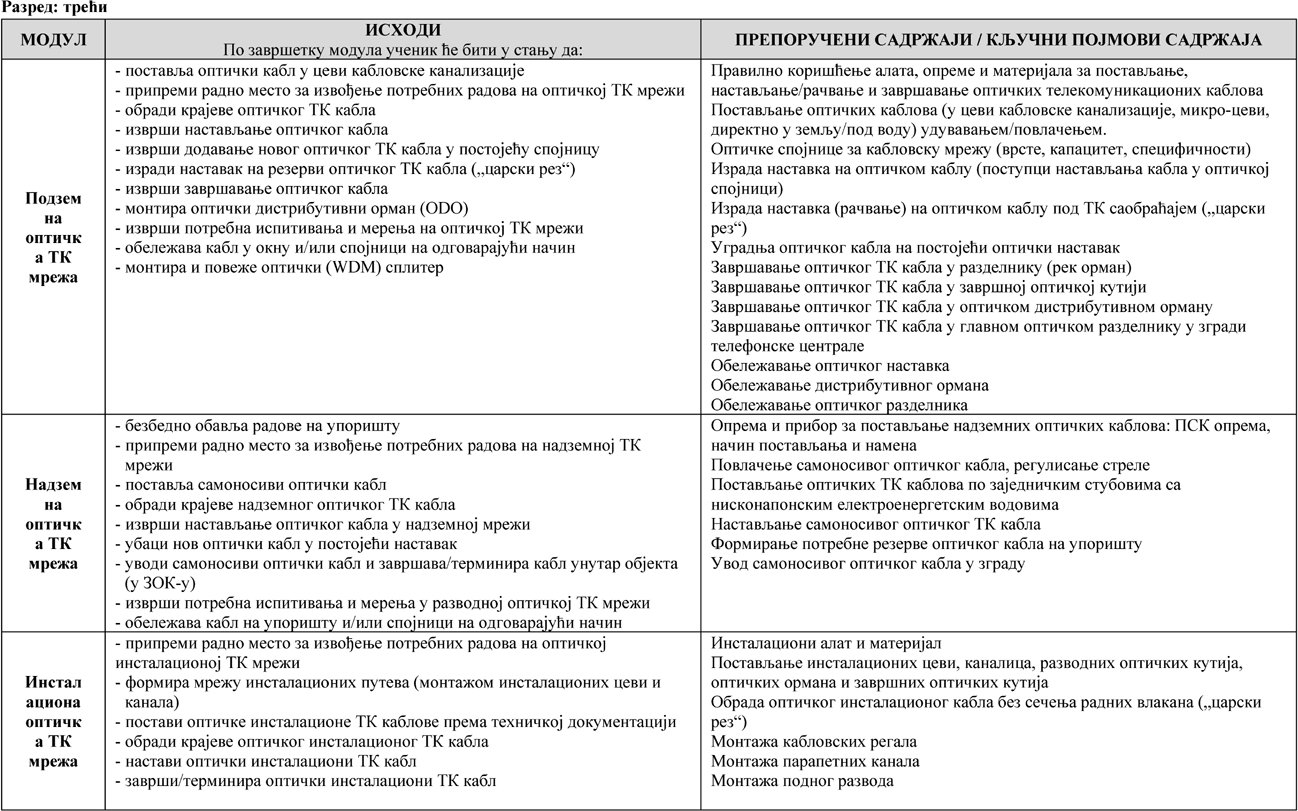 Разред: трећи
МОДУЛ
ИСХОДИ
По завршетку модула ученик ће бити у стању да:
ПРЕПОРУЧЕНИ САДРЖАЈИ / КЉУЧНИ ПОЈМОВИ САДРЖАЈА
Подзем
на
оптичк
а ТК
мрежа
- поставља оптички кабл у цеви кабловске канализације
- припреми радно место за извођење потребних радова на оптичкој ТК мрежи
- обради крајеве оптичког ТК кабла
- изврши настављање оптичког кабла
- изврши додавање новог оптичког ТК кабла у постојећу спојницу
- изради наставак на резерви оптичког ТК кабла („царски рез“)
- изврши завршавање оптичког кабла
- монтира оптички дистрибутивни орман (ODO)
- изврши потребна испитивања и мерења на оптичкој ТК мрежи
- обележава кабл у окну и/или спојници на одговарајући начин
- монтира и повеже оптички (WDM) сплитер
Правилно коришћење алата, опреме и материјала за постављање,
настављање/рачвање и завршавање оптичких телекомуникационих каблова
Постављање оптичких каблова (у цеви кабловске канализације, микро-цеви,
директно у земљу/под воду) удувавањем/повлачењем.
Оптичке спојнице за кабловску мрежу (врсте, капацитет, специфичности)
Израда наставка на оптичком каблу (поступци настављања кабла у оптичкој
спојници)
Израда наставка (рачвање) на оптичком каблу под ТК саобраћајем („царски
рез“)
Уградња оптичког кабла на постојећи оптички наставак
Завршавање оптичког ТК кабла у разделнику (рек орман)
Завршавање оптичког ТК кабла у завршној оптичкој кутији
Завршавање оптичког ТК кабла у оптичком дистрибутивном орману
Завршавање оптичког ТК кабла у главном оптичком разделнику у згради
телефонске централе
Обележавање оптичког наставка
Обележавање дистрибутивног ормана
Обележавање оптичког разделника
Надзем
на
оптичк
а ТК
мрежа
- безбедно обавља радове на упоришту
- припреми радно место за извођење потребних радова на надземној ТК
мрежи
- поставља самоносиви оптички кабл
- обради крајеве надземног оптичког ТК кабла
- изврши настављање оптичког кабла у надземној мрежи
- убаци нов оптички кабл у постојећи наставак
- уводи самоносиви оптички кабл и завршава/терминира кабл унутар објекта
(у ЗОК-у)
- изврши потребна испитивања и мерења у разводној оптичкој ТК мрежи
- обележава кабл на упоришту и/или спојници на одговарајући начин
Опрема и прибор за постављање надземних оптичких каблова: ПСК опрема,
начин постављања и намена
Повлачење самоносивог оптичког кабла, регулисање стреле
Постављање оптичких ТК каблова по заједничким стубовима са
нисконапонским електроенергетским водовима
Настављање самоносивог оптичког ТК кабла
Формирање потребне резерве оптичког кабла на упоришту
Увод самоносивог оптичког кабла у зграду
Инстал
ациона
оптичк
а ТК
мрежа
- припреми радно место за извођење потребних радова на оптичкој
инсталационој ТК мрежи
- формира мрежу инсталационих путева (монтажом инсталационих цеви и
канала)
- постави оптичке инсталационе ТК каблове према техничкој документацији
- обради крајеве оптичког инсталационог ТК кабла
- настави оптички инсталациони ТК кабл
- заврши/терминира оптички инсталациони ТК кабл
Инсталациони алат и материјал
Постављање инсталационих цеви, каналица, разводних оптичких кутија,
оптичких ормана и завршних оптичких кутија
Обрада оптичког инсталационог кабла без сечења радних влакана („царски
рез“)
Монтажа кабловских регала
Монтажа парапетних канала
Монтажа подног развода